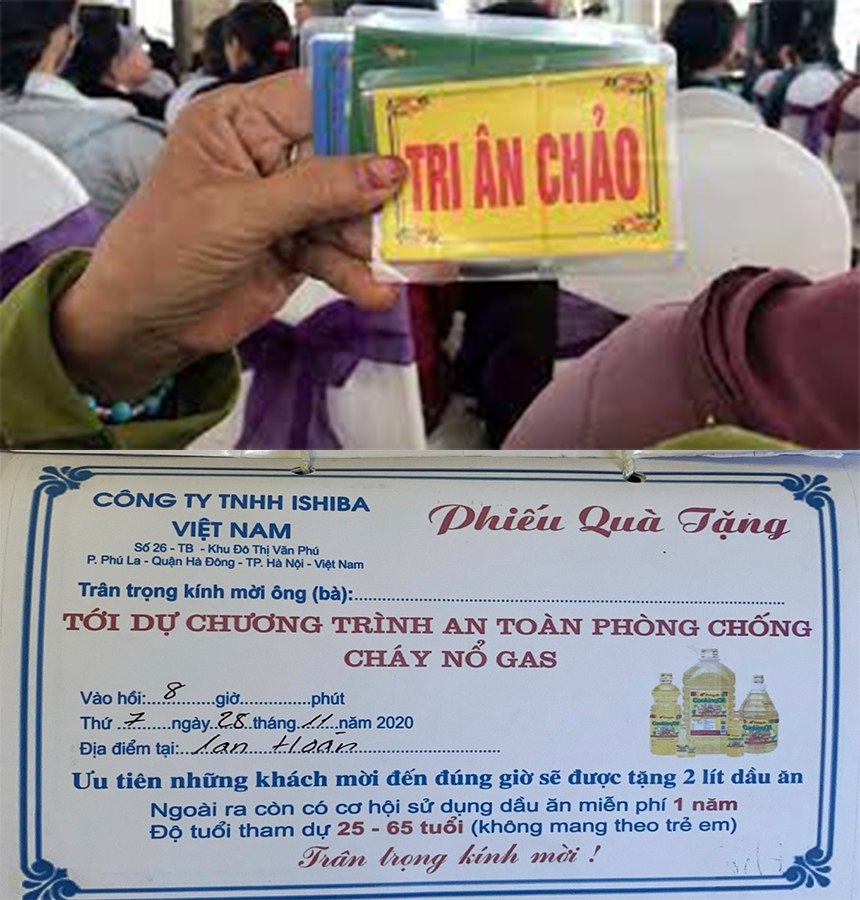 TRI ÂN CHẢO
CÔNG TY TNHH ISHIBA
VIỆT NAM
Số 26 - TB - Khu Đô Thị Văn Phú
P. Phú La - Quận Hà Đông - TP. Hà Nội - Việt Nam
Phiếu Quà Tặng
Trân trọng kính mời ông (bà):
TỚI DỰ CHƯƠNG TRÌNH AN TOÀN PHÒNG CHỐNG
CHÁY NỔ GAS
Vào hồi: 8 giờ phút
Thứ 7 ngày 28 tháng 11 năm 2020
Địa điểm tại: Lan Hoàn
CookingOil
Ưu tiên những khách mời đến đúng giờ sẽ được tặng 2 lít dầu ăn
Ngoài ra còn có cơ hội sử dụng dầu ăn miễn phí 1 năm
Độ tuổi tham dự 25 - 65 tuổi (không mang theo trẻ em)
Trân trọng kính mời !